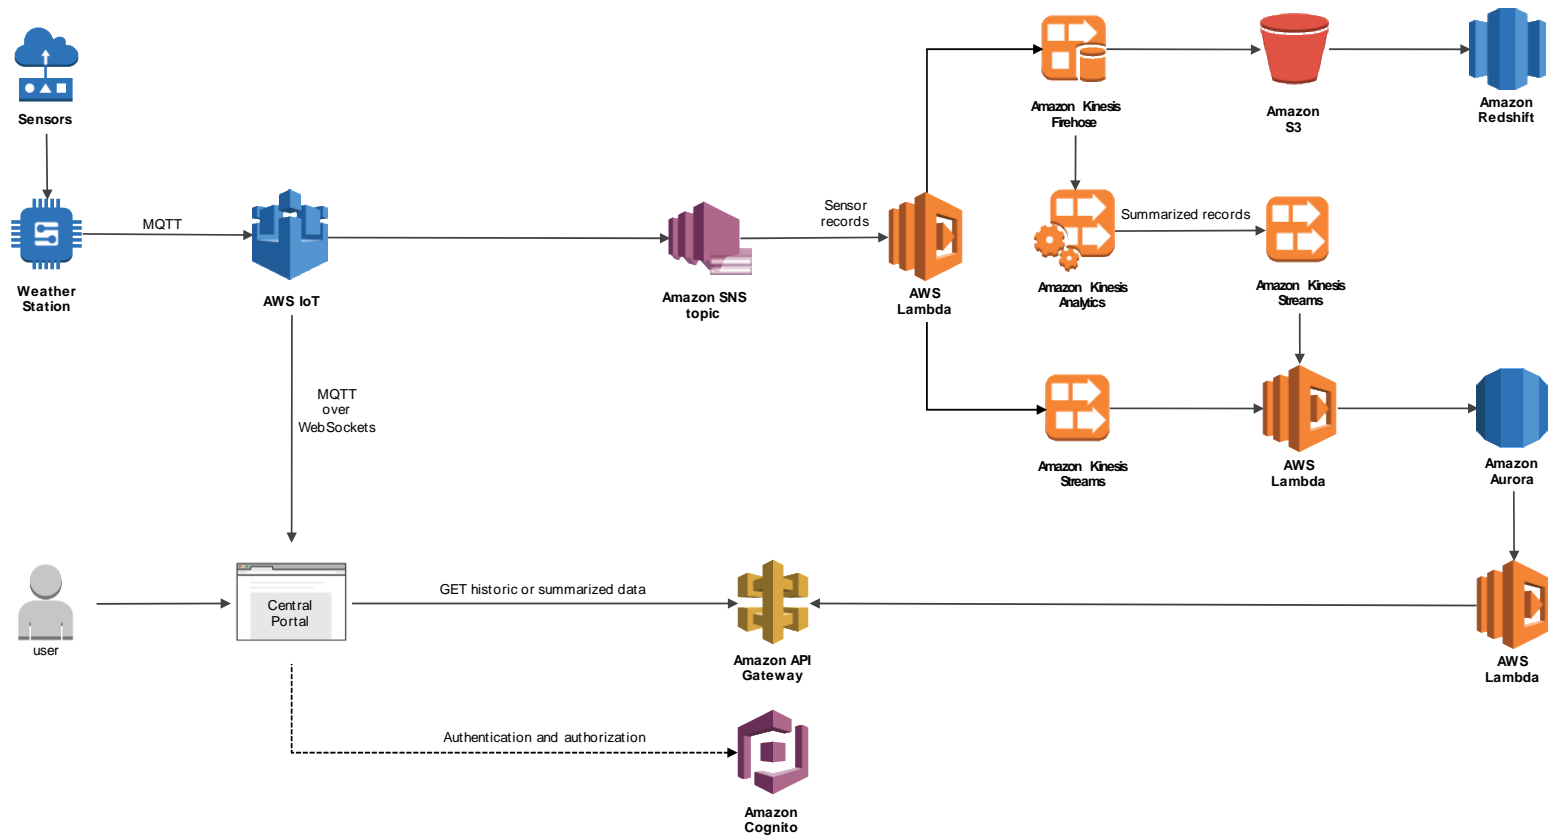 Sensors
Amazon Kinesis
Firehose
Amazon
S3
Amazon
Redshift
MQTT
Sensor
records
Summarized records
Weather
Station
AWS IoT
Amazon SNS
topic
AWS
Lambda
Amazon Kinesis
Analytics
Amazon Kinesis
Streams
MQTT
over
WebSockets
Amazon Kinesis
Streams
AWS
Lambda
Amazon
Aurora
user
Central
Portal
GET historic or summarized data
Amazon API
Gateway
AWS
Lambda
Authentication and authorization
Amazon
Cognito